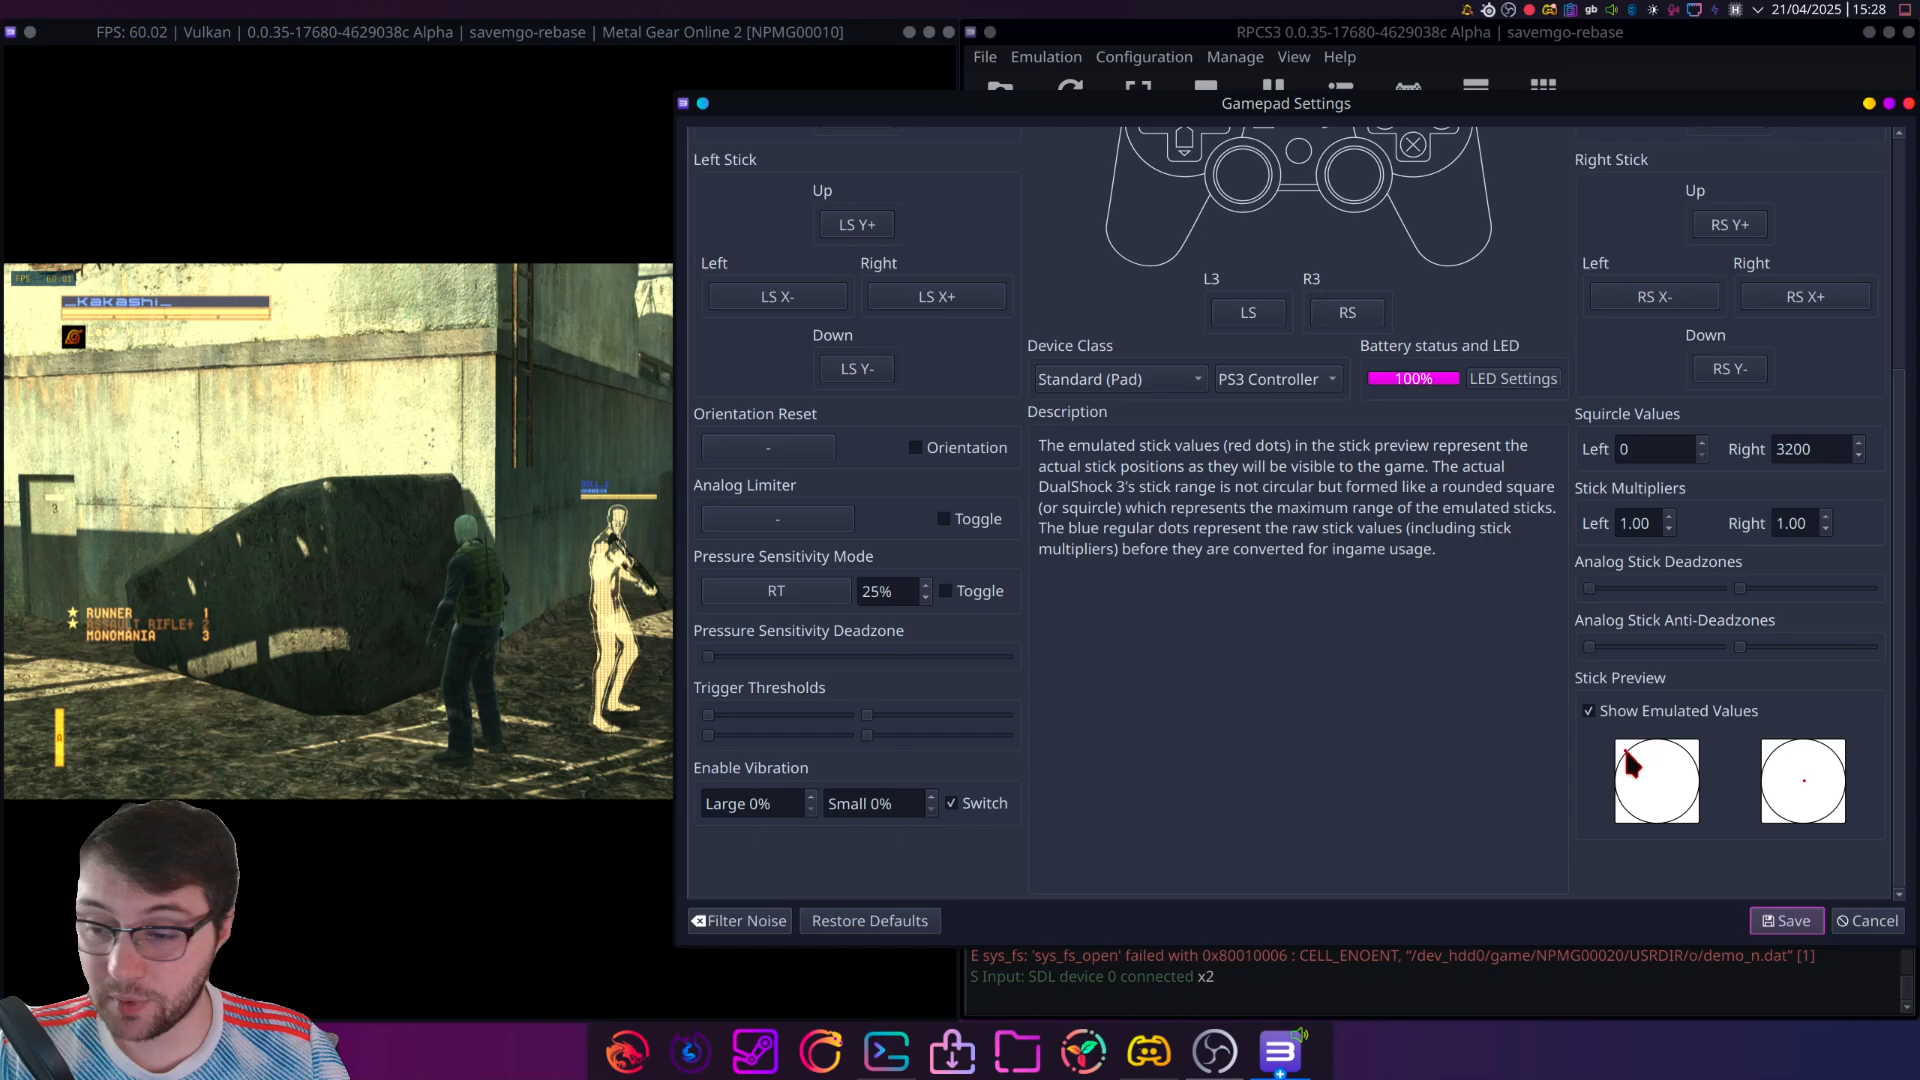 gb
21/04/2025 | 15:28
FPS: 60.02 | Vulkan | 0.0.35-17680-4629038c Alpha | savemgo-rebase | Metal Gear Online 2 [NPMG00010]
RPCS3 0.0.35-17680-4629038c Alpha | savemgo-rebase
File Emulation Configuration Manage View Help
Gamepad Settings
Left Stick
Up
LS Y+
Left
Right
LS X-
LS X+
Down
LS Y-
L3
R3
LS
RS
Right Stick
Up
RS Y+
Left
Right
RS X-
RS X+
Down
RS Y-
Device Class
Standard (Pad)
PS3 Controller
Battery status and LED
100%
LED Settings
Orientation Reset
-
Orientation
Analog Limiter
-
Toggle
Pressure Sensitivity Mode
RT
25%
Toggle
Pressure Sensitivity Deadzone
Trigger Thresholds
Enable Vibration
Large 0%
Small 0%
Switch
Description
The emulated stick values (red dots) in the stick preview represent the
actual stick positions as they will be visible to the game. The actual
DualShock 3's stick range is not circular but formed like a rounded square
(or squircle) which represents the maximum range of the emulated sticks.
The blue regular dots represent the raw stick values (including stick
multipliers) before they are converted for ingame usage.
Squircle Values
Left 0
Right 3200
Stick Multipliers
Left 1.00
Right 1.00
Analog Stick Deadzones
Analog Stick Anti-Deadzones
Stick Preview
Show Emulated Values
Filter Noise
Restore Defaults
Save
Cancel
E sys_fs: 'sys_fs_open' failed with 0x80010006 : CELL_ENOENT, “/dev_hdd0/game/NPMG00020/USRDIR/o/demo_n.dat” [1]
S Input: SDL device 0 connected x2
FPS 60.01
_Kakashi_
3
RUNNER 1
ASSAULT RIFLE+ 2
MONOMANIA 3
A